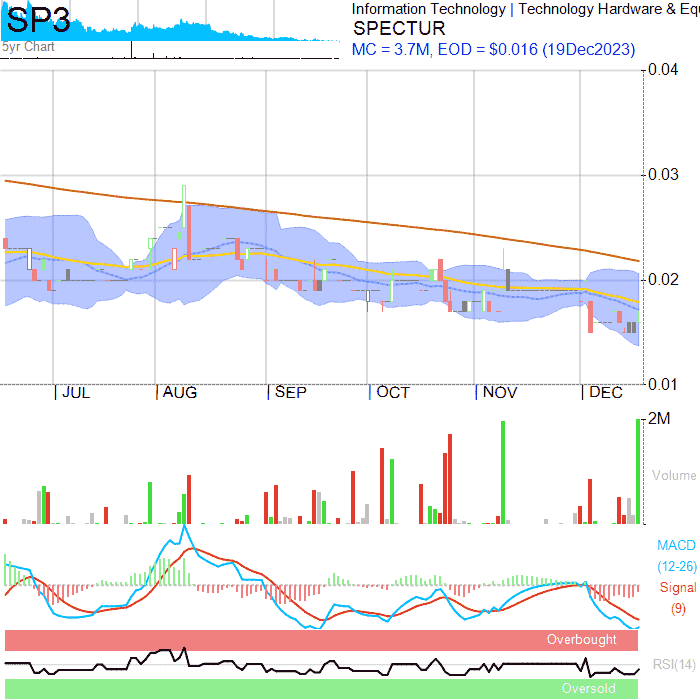 SP3
5yr Chart
Information Technology | Technology Hardware & Equ
SPECTUR
MC = 3.7M, EOD = $0.016 (19Dec2023)
0.04
0.03
0.02
0.01
JUL AUG SEP OCT NOV DEC
2M
Volume
MACD
(12-26)
Signal
(9)
Overbought
RSI(14)
Oversold